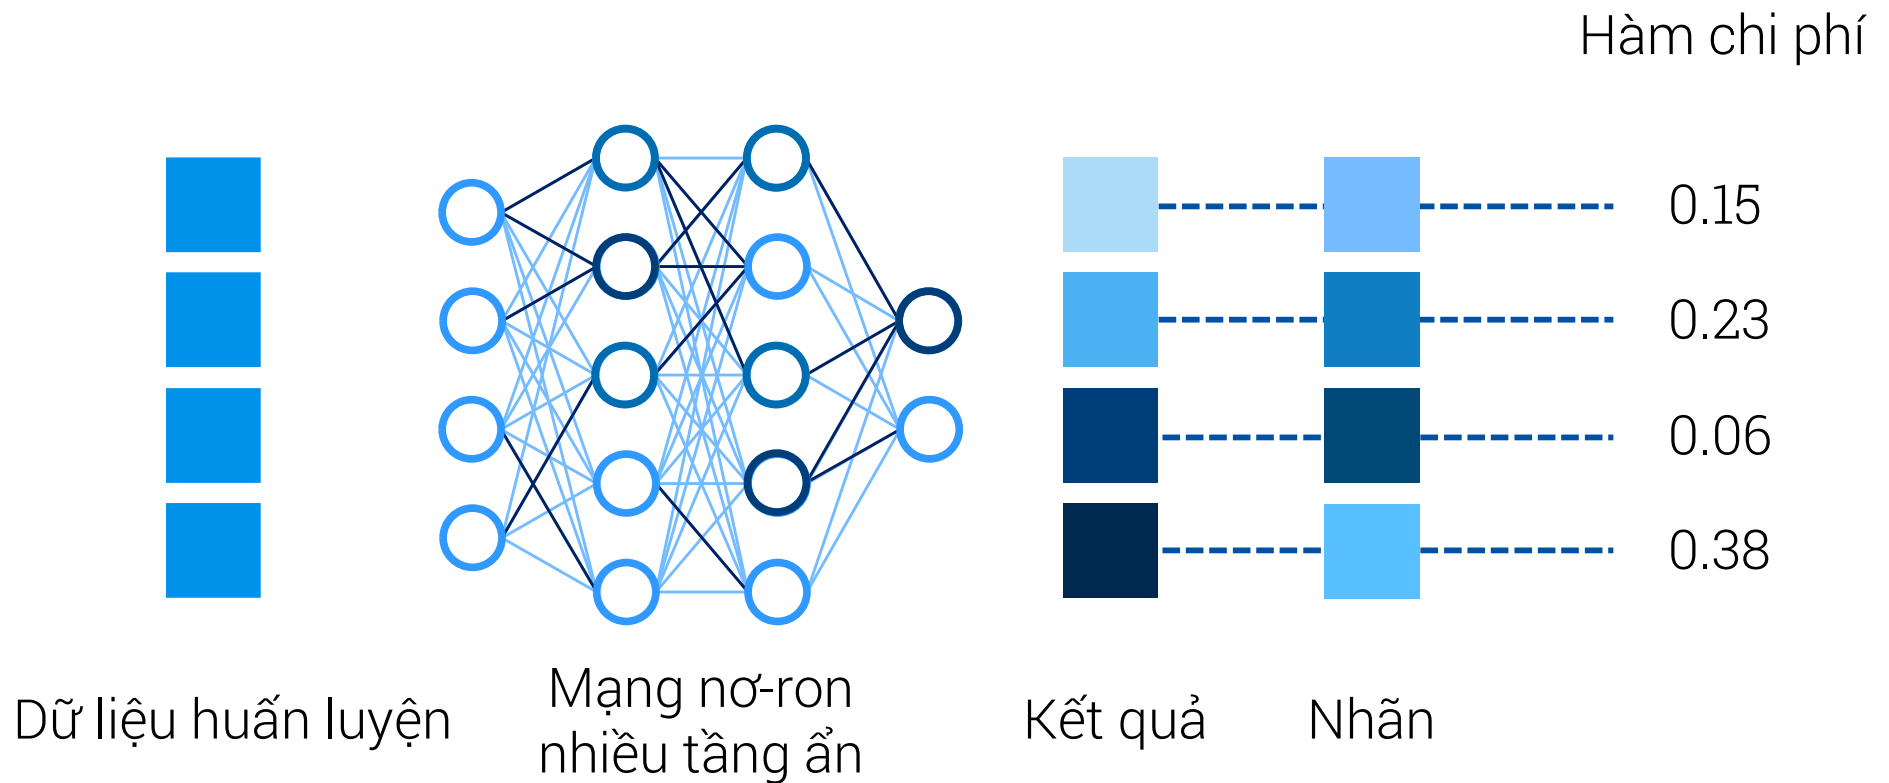 Hàm chi phí
0.15
0.23
0.06
0.38
Dữ liệu huấn luyện
Mạng nơ-ron
nhiều tầng ẩn
Kết quả
Nhãn